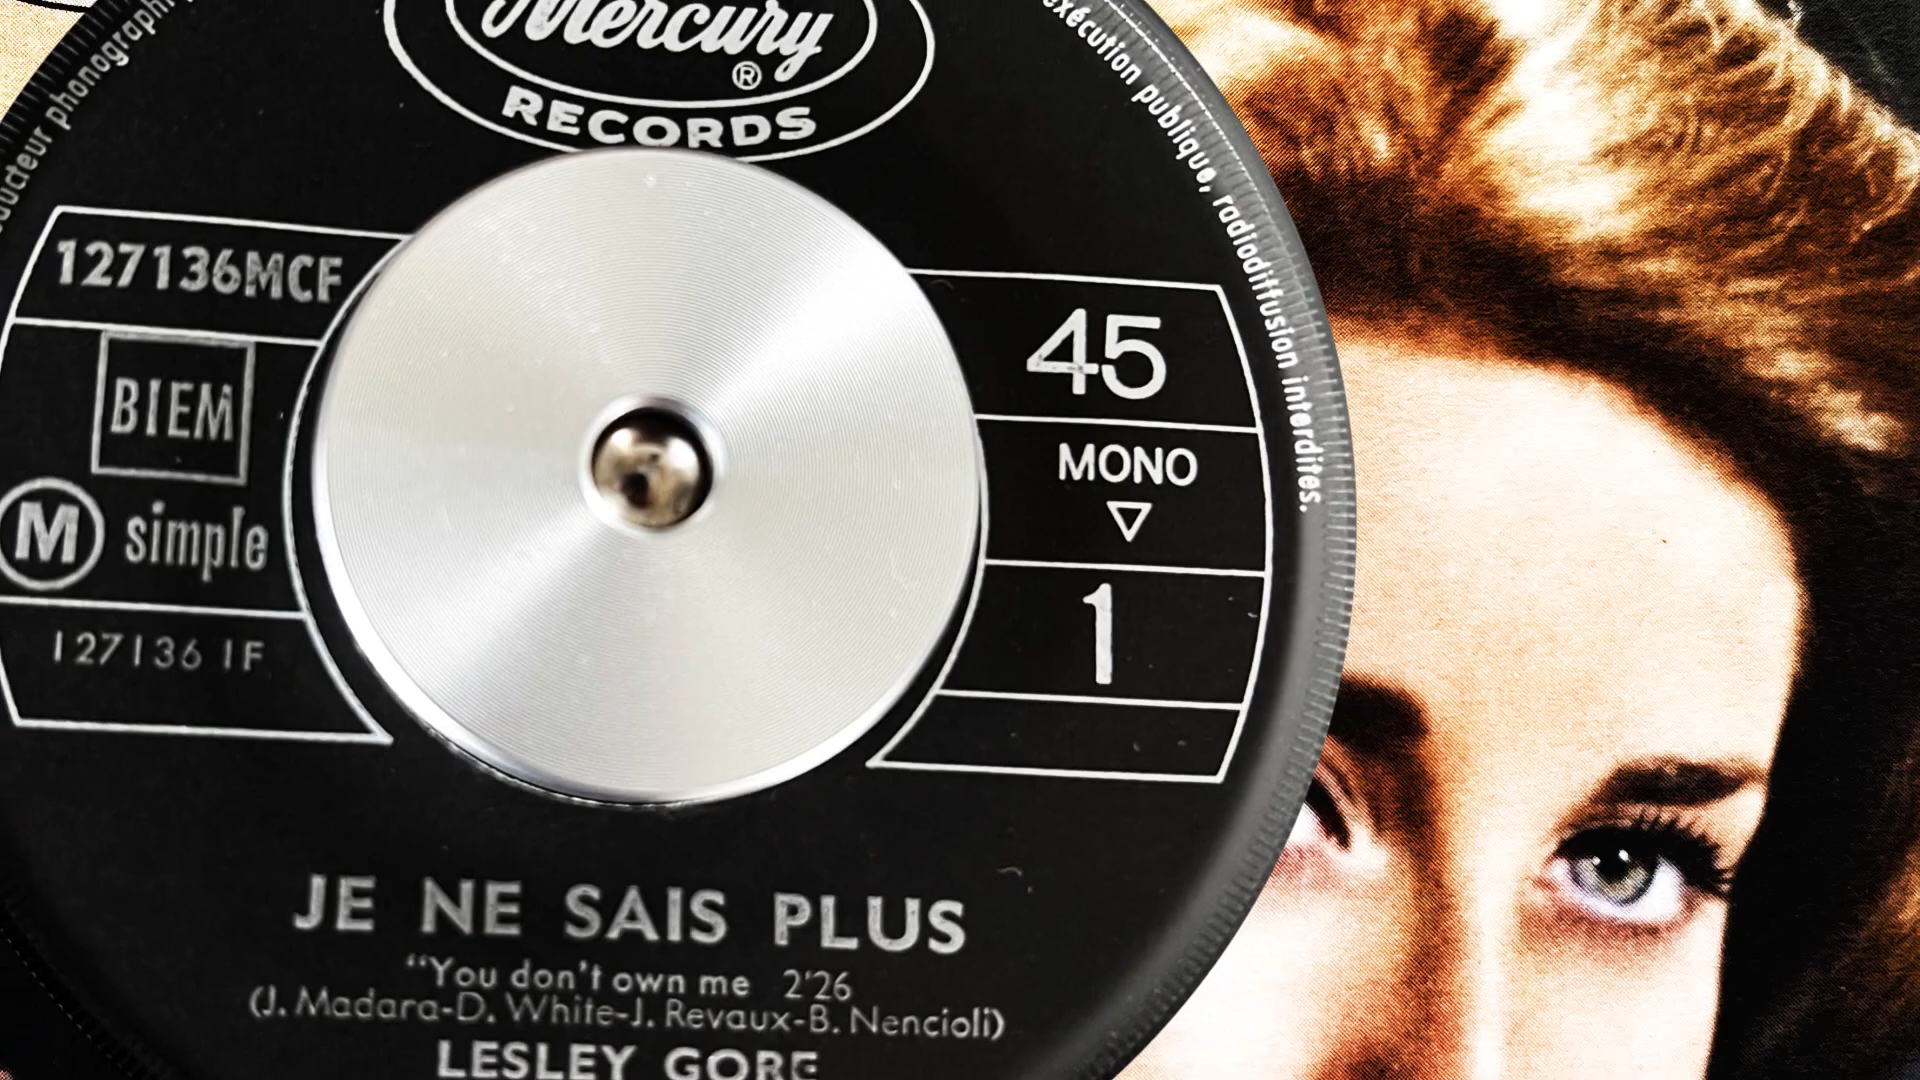 Mercury
®
RECORDS
exécution publique, radiodiffusion interdites.
127136MCF
BIEM
M simple
127136 1F
45
MONO
1
JE NE SAIS PLUS
“You don't own me 2'26
(J. Madara-D. White-J. Revaux-B. Nencioli)
LESLEY GORE